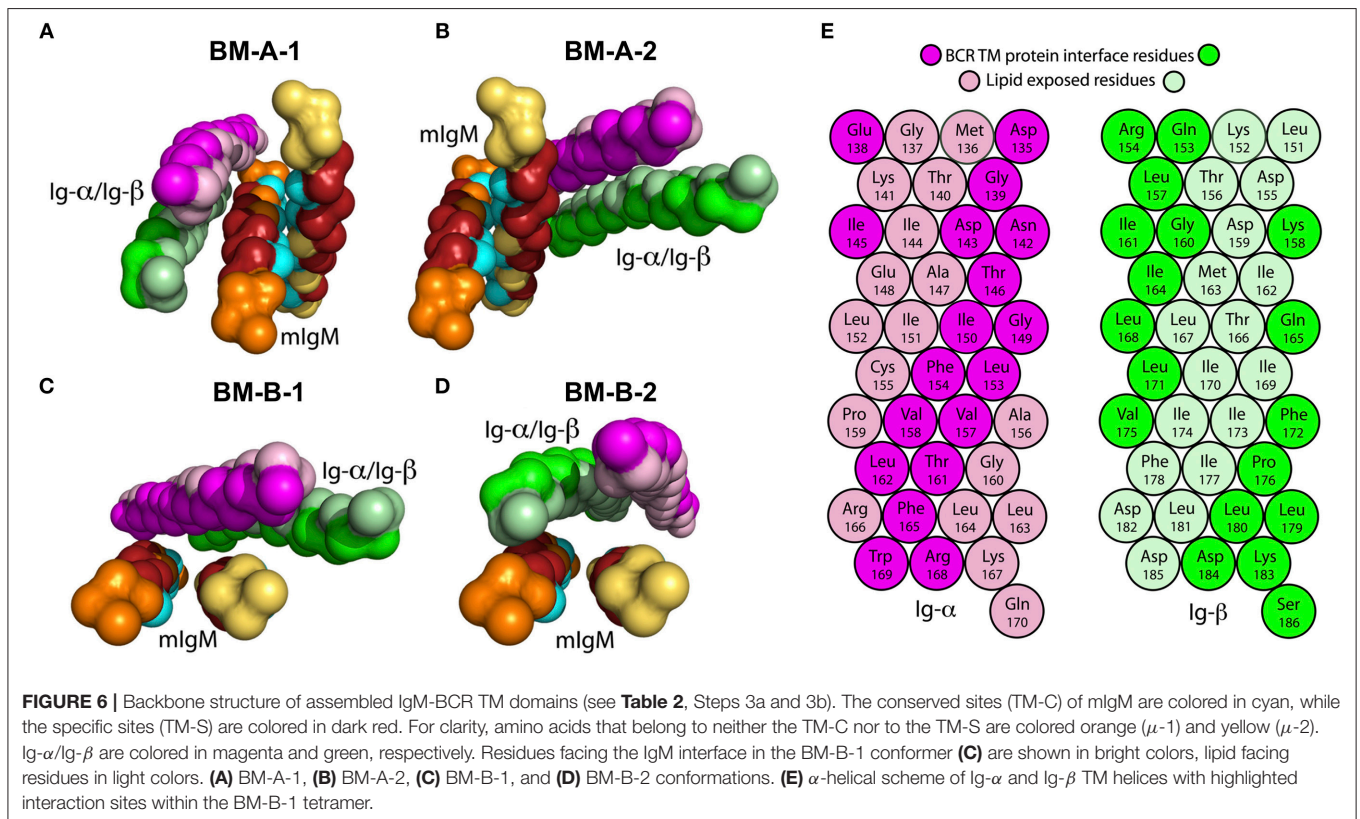 A
BM-A-1
Ig-α/Ig-β
mIgM
B
BM-A-2
mIgM
Ig-α/Ig-β
C
BM-B-1
Ig-α/Ig-β
mIgM
D
BM-B-2
Ig-α/Ig-β
mIgM
E
BCR TM protein interface residues
Lipid exposed residues
Glu 138 Gly 137 Met 136 Asp 135
Lys 141 Thr 140 Gly 139
Ile 145 Ile 144 Asp 143 Asn 142
Glu 148 Ala 147 Thr 146
Leu 152 Ile 151 Ile 150 Gly 149
Cys 155 Phe 154 Leu 153
Pro 159 Val 158 Val 157 Ala 156
Leu 162 Thr 161 Gly 160
Arg 166 Phe 165 Leu 164 Leu 163
Trp 169 Arg 168 Lys 167
Gln 170
Ig-α
Arg 154 Gln 153 Lys 152 Leu 151
Leu 157 Thr 156 Asp 155
Ile 161 Gly 160 Asp 159 Lys 158
Ile 164 Met 163 Ile 162
Leu 168 Leu 167 Thr 166 Gln 165
Leu 171 Ile 170 Ile 169
Val 175 Ile 174 Ile 173 Phe 172
Phe 178 Ile 177 Pro 176
Asp 182 Leu 181 Leu 180 Leu 179
Asp 185 Asp 184 Lys 183
Ser 186
Ig-β
FIGURE 6 | Backbone structure of assembled IgM-BCR TM domains (see Table 2, Steps 3a and 3b). The conserved sites (TM-C) of mIgM are colored in cyan, while
the specific sites (TM-S) are colored in dark red. For clarity, amino acids that belong to neither the TM-C nor to the TM-S are colored orange (μ-1) and yellow (μ-2).
Ig-α/Ig-β are colored in magenta and green, respectively. Residues facing the IgM interface in the BM-B-1 conformer (C) are shown in bright colors, lipid facing
residues in light colors. (A) BM-A-1, (B) BM-A-2, (C) BM-B-1, and (D) BM-B-2 conformations. (E) α-helical scheme of Ig-α and Ig-β TM helices with highlighted
interaction sites within the BM-B-1 tetramer.